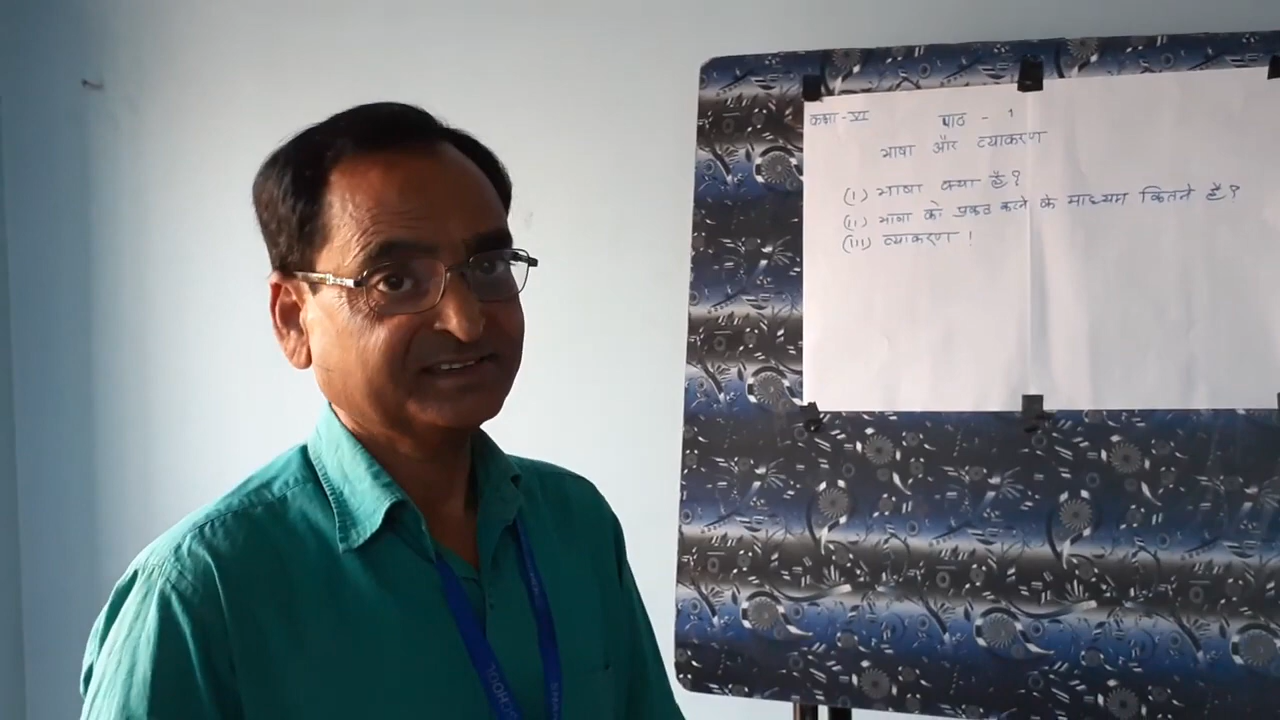 कक्षा - VI पाठ - 1
भाषा और व्याकरण
(i) भाषा क्या है?
(ii) भाषा को प्रकट करने के माध्यम कितने हैं?
(iii) व्याकरण !